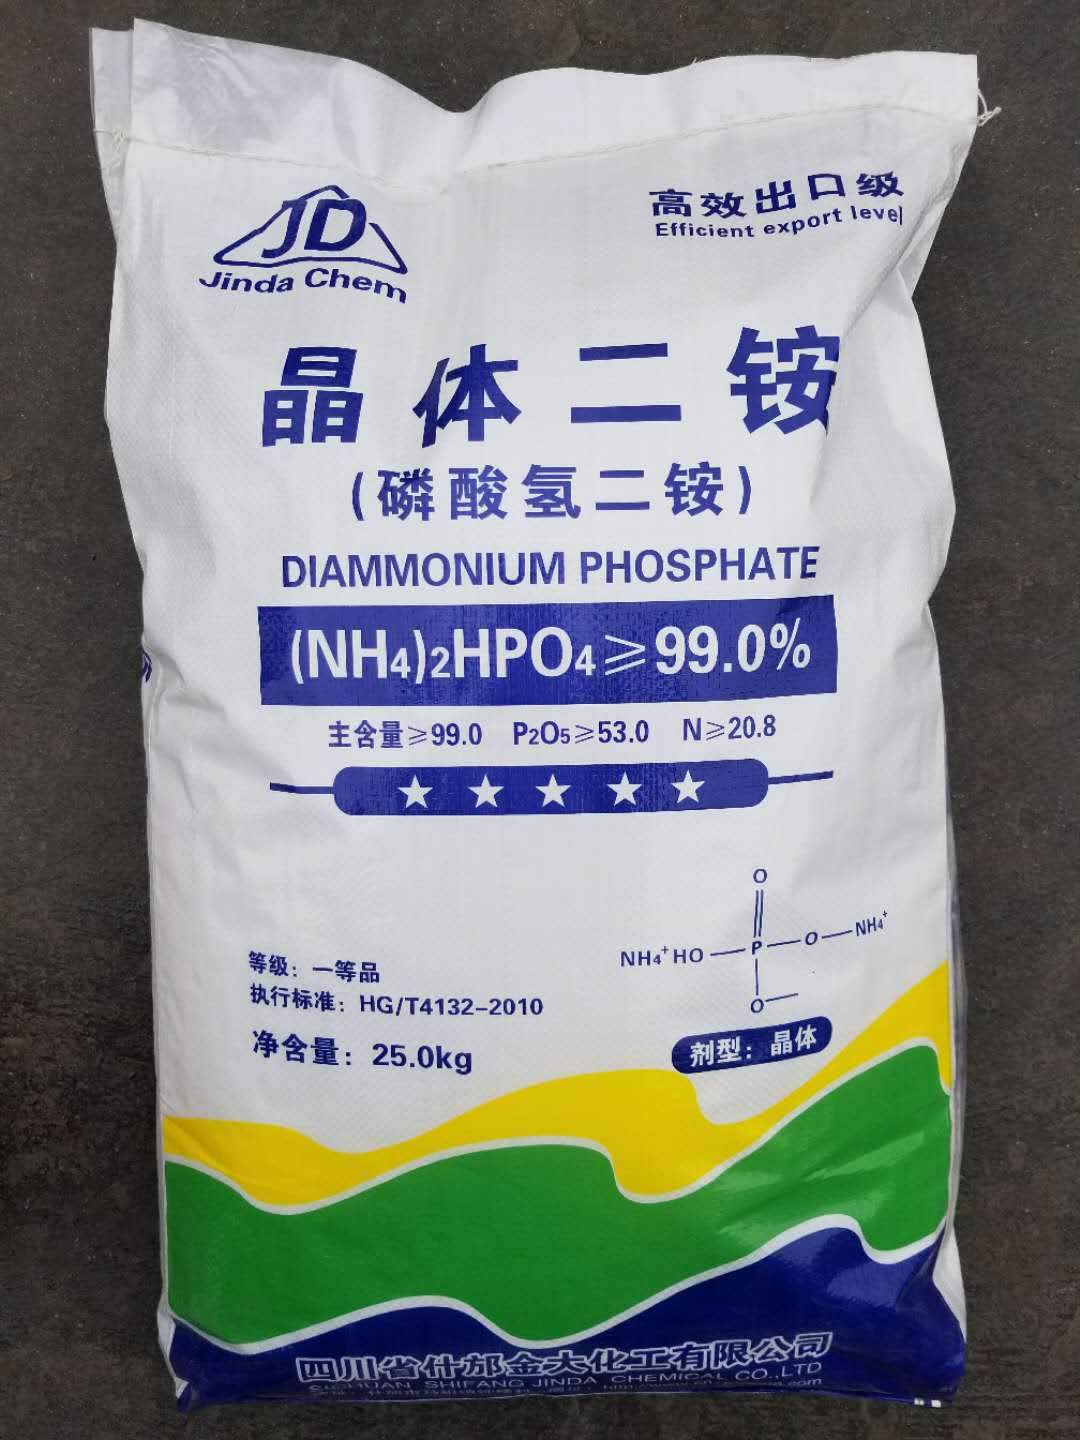 JD
Jinda Chem
高效出口级
Efficient export level
晶体二铵
(磷酸氢二铵)
DIAMMONIUM PHOSPHATE
(NH4)2HPO4≥99.0%
主含量≥99.0 P2O5≥53.0 N≥20.8
O
NH4+HO P O NH4+
O
等级：一等品
执行标准：HG/T4132-2010
净含量：25.0kg
剂型：晶体
四川省什邡金大化工有限公司
SICHUAN SHIFANG JINDA CHEMICAL CO.,LTD